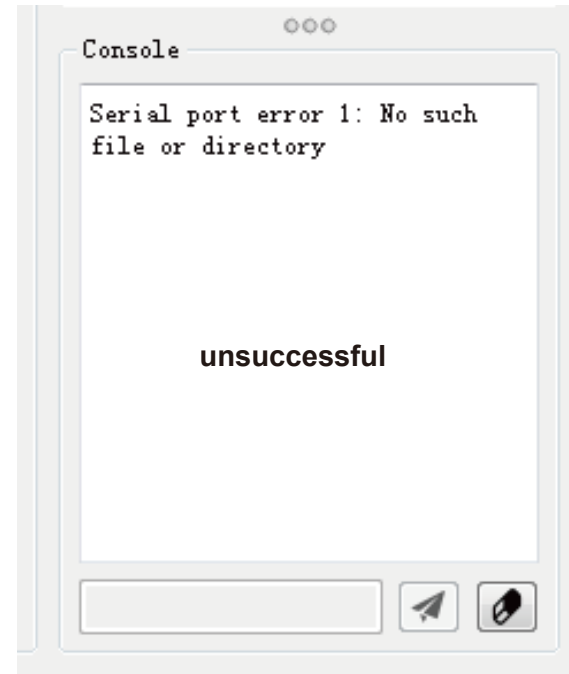 Console
Serial port error 1: No such
file or directory
unsuccessful